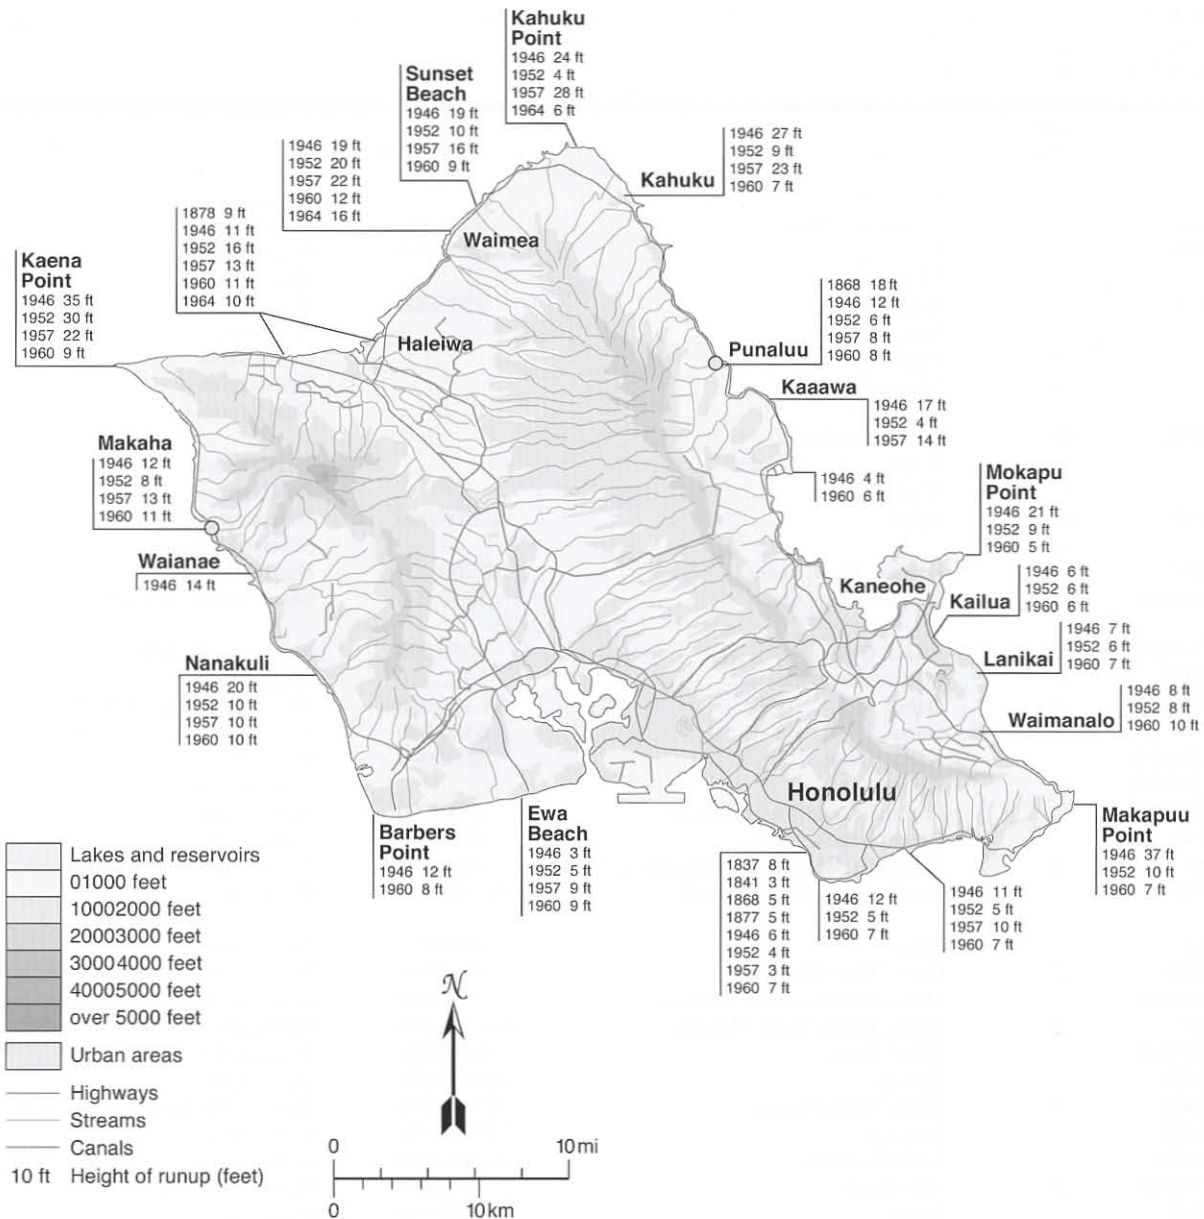 Kahuku
Point
1946 24 ft
1952 4 ft
1957 28 ft
1964 6 ft
Sunset
Beach
1946 19 ft
1952 10 ft
1957 16 ft
1960 9 ft
1946 19 ft
1952 20 ft
1957 22 ft
1960 12 ft
1964 16 ft
Waimea
1946 27 ft
1952 9 ft
1957 23 ft
1960 7 ft
Kahuku
1878 9 ft
1946 11 ft
1952 16 ft
1957 13 ft
1960 11 ft
1964 10 ft
Haleiwa
Kaena
Point
1946 35 ft
1952 30 ft
1957 22 ft
1960 9 ft
1868 18 ft
1946 12 ft
1952 6 ft
1957 8 ft
1960 8 ft
Punaluu
Kaaawa
1946 17 ft
1952 4 ft
1957 14 ft
Makaha
1946 12 ft
1952 8 ft
1957 13 ft
1960 11 ft
1946 4 ft
1960 6 ft
Mokapu
Point
1946 21 ft
1952 9 ft
1960 5 ft
Waianae
1946 14 ft
Kaneohe
Kailua
1946 6 ft
1952 6 ft
1960 6 ft
Lanikai
1946 7 ft
1952 6 ft
1960 7 ft
Nanakuli
1946 20 ft
1952 10 ft
1957 10 ft
1960 10 ft
Waimanalo
1946 8 ft
1952 8 ft
1960 10 ft
Honolulu
Makapuu
Point
1946 37 ft
1952 10 ft
1960 7 ft
Barbers
Point
1946 12 ft
1960 8 ft
Ewa
Beach
1946 3 ft
1952 5 ft
1957 9 ft
1960 9 ft
1837 8 ft
1841 3 ft
1868 5 ft
1877 5 ft
1946 6 ft
1952 4 ft
1957 3 ft
1960 7 ft
1946 12 ft
1952 5 ft
1960 7 ft
1946 11 ft
1952 5 ft
1957 10 ft
1960 7 ft
Lakes and reservoirs
01000 feet
10002000 feet
20003000 feet
30004000 feet
40005000 feet
over 5000 feet
Urban areas
Highways
Streams
Canals
10 ft Height of runup (feet)
N
0 10 mi
0 10 km